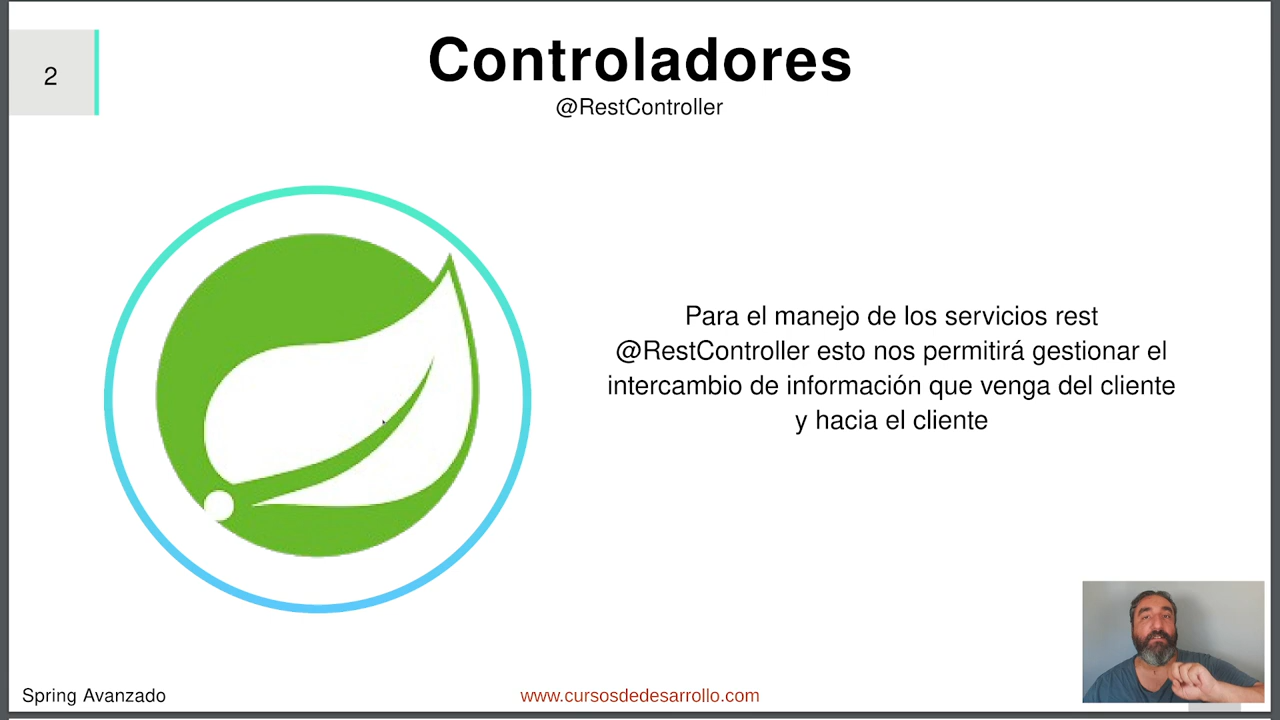 2
Controladores
@RestController
Para el manejo de los servicios rest
@RestController esto nos permitirá gestionar el
intercambio de información que venga del cliente
y hacia el cliente
Spring Avanzado
www.cursosdedesarrollo.com